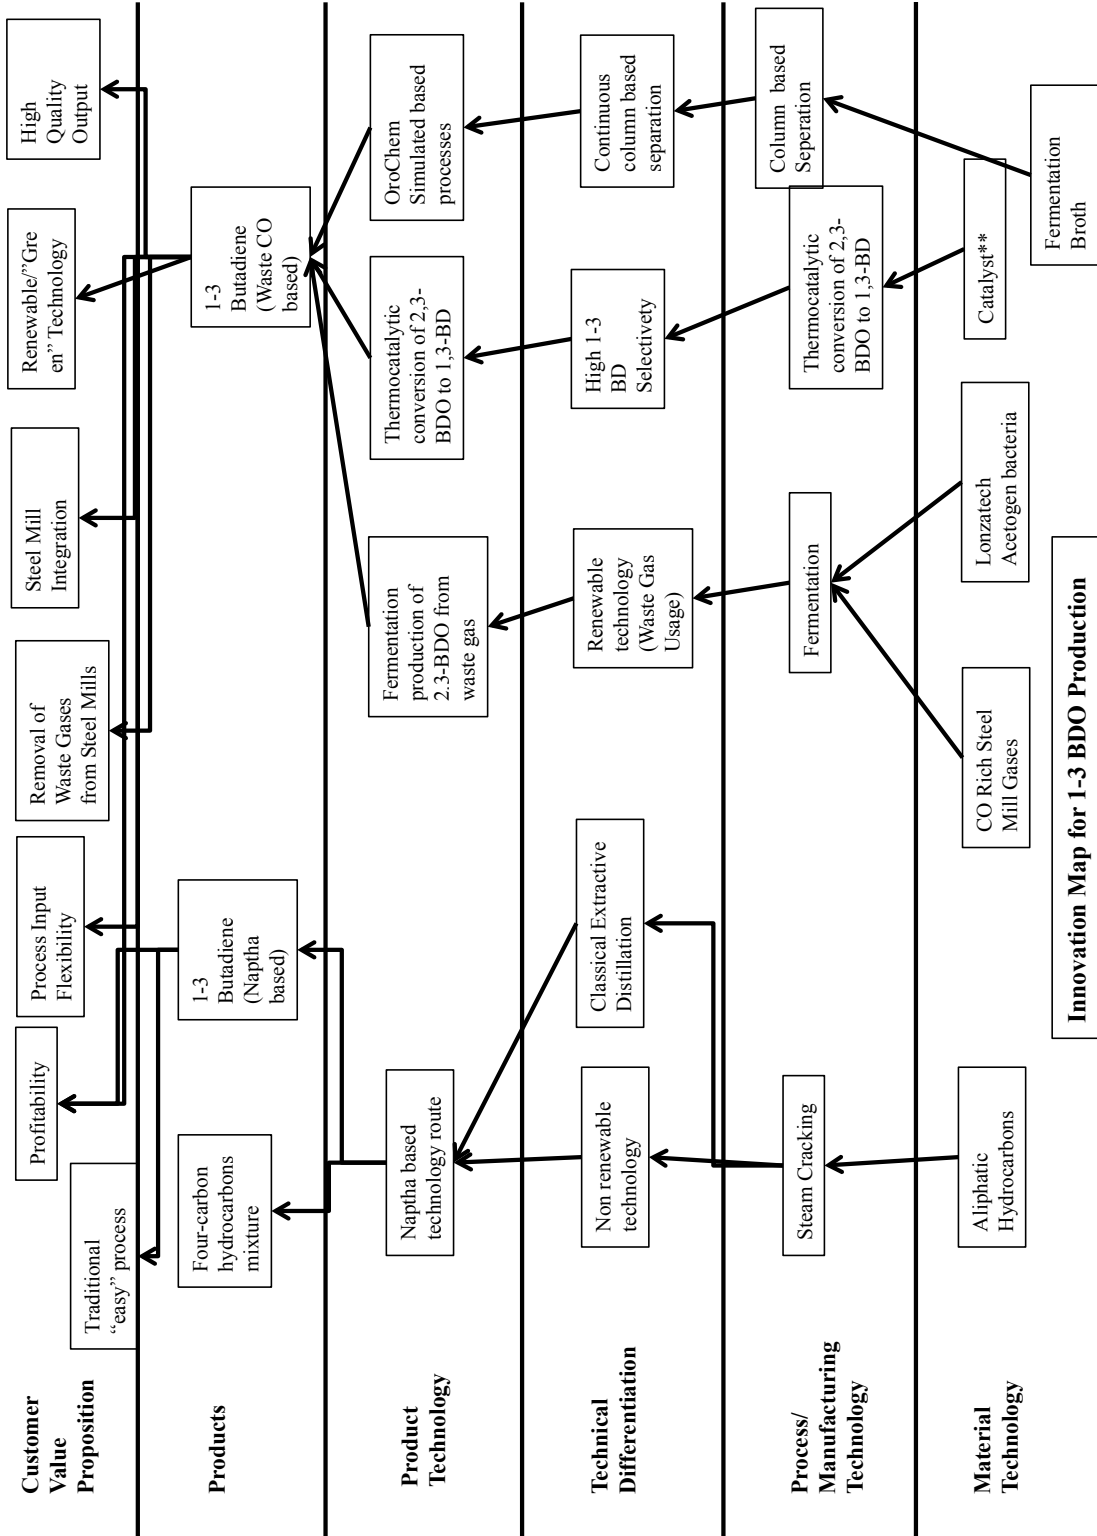 Customer
Value
Proposition
Traditional
“easy” process
Profitability
Process Input
Flexibility
Removal of
Waste Gases
from Steel Mills
Steel Mill
Integration
Renewable/”Gre
en” Technology
High
Quality
Output
Products
Four-carbon
hydrocarbons
mixture
1-3
Butadiene
(Naptha
based)
1-3
Butadiene
(Waste CO
based)
Product
Technology
Naptha based
technology route
Fermentation
production of
2.3-BDO from
waste gas
Thermocatalytic
conversion of 2,3-
BDO to 1,3-BD
OroChem
Simulated based
processes
Technical
Differentiation
Non renewable
technology
Classical Extractive
Distillation
Renewable
technology
(Waste Gas
Usage)
High 1-3
BD
Selectivety
Continuous
column based
separation
Process/
Manufacturing
Technology
Steam Cracking
Fermentation
Thermocatalytic
conversion of 2,3-
BDO to 1,3-BD
Column based
Seperation
Material
Technology
Aliphatic
Hydrocarbons
CO Rich Steel
Mill Gases
Lonzatech
Acetogen bacteria
Catalyst**
Fermentation
Broth
Innovation Map for 1-3 BDO Production